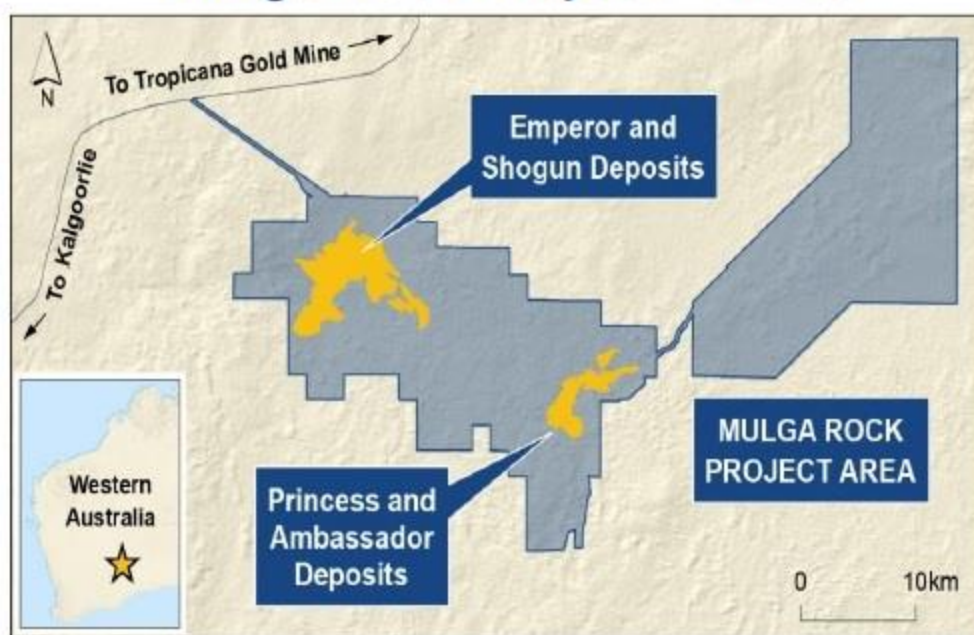 To Tropicana Gold Mine
N
To Kalgoorlie
Emperor and
Shogun Deposits
MULGA ROCK
PROJECT AREA
Princess and
Ambassador
Deposits
Western
Australia
0 10km